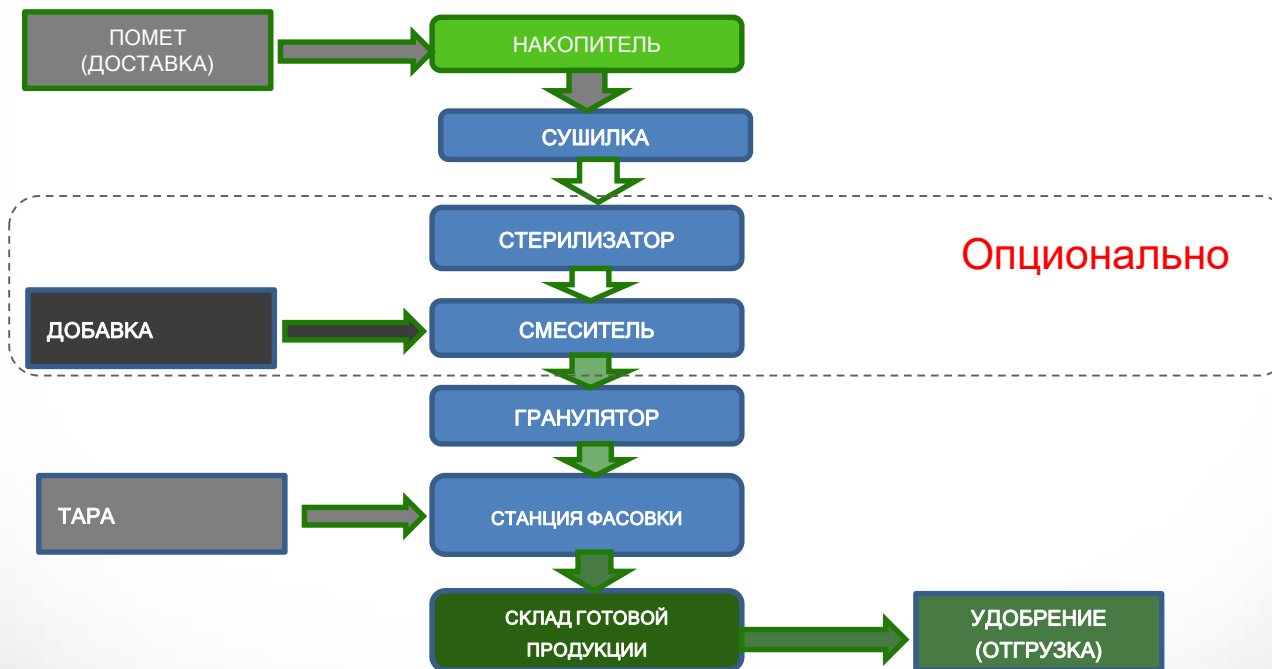 ПОМЕТ
(ДОСТАВКА)
НАКОПИТЕЛЬ
СУШИЛКА
СТЕРИЛИЗАТОР
Опционально
ДОБАВКА
СМЕСИТЕЛЬ
ГРАНУЛЯТОР
ТАРА
СТАНЦИЯ ФАСОВКИ
СКЛАД ГОТОВОЙ
ПРОДУКЦИИ
УДОБРЕНИЕ
(ОТГРУЗКА)